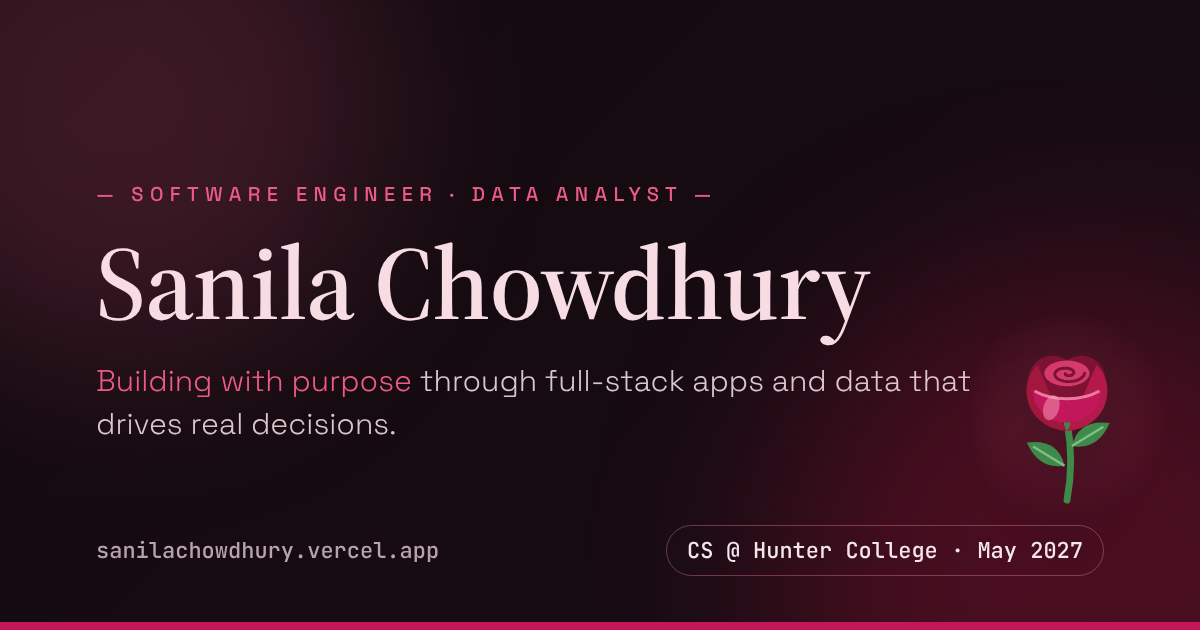 — SOFTWARE ENGINEER · DATA ANALYST —
Sanila Chowdhury
Building with purpose through full-stack apps and data that
drives real decisions.
sanilachowdhury.vercel.app
CS @ Hunter College · May 2027